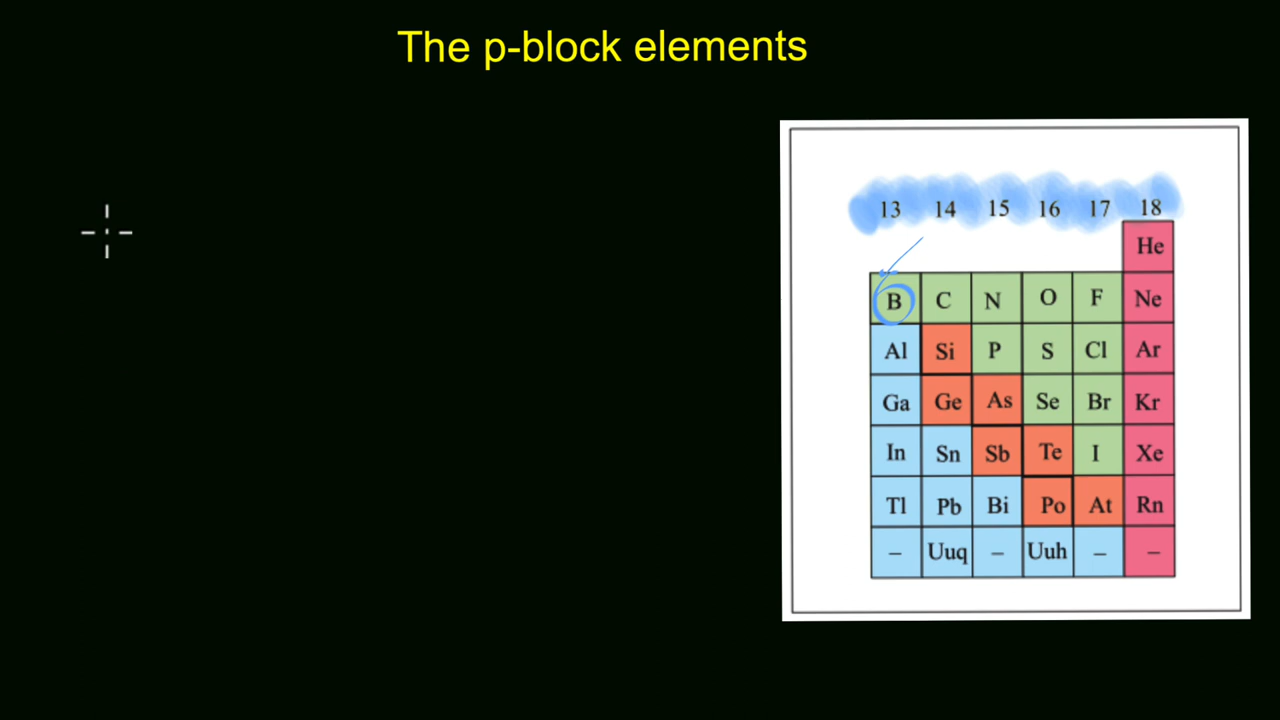 The p-block elements
13 14 15 16 17 18
He
B C N O F Ne
Al Si P S Cl Ar
Ga Ge As Se Br Kr
In Sn Sb Te I Xe
Tl Pb Bi Po At Rn
– Uuq – Uuh – –